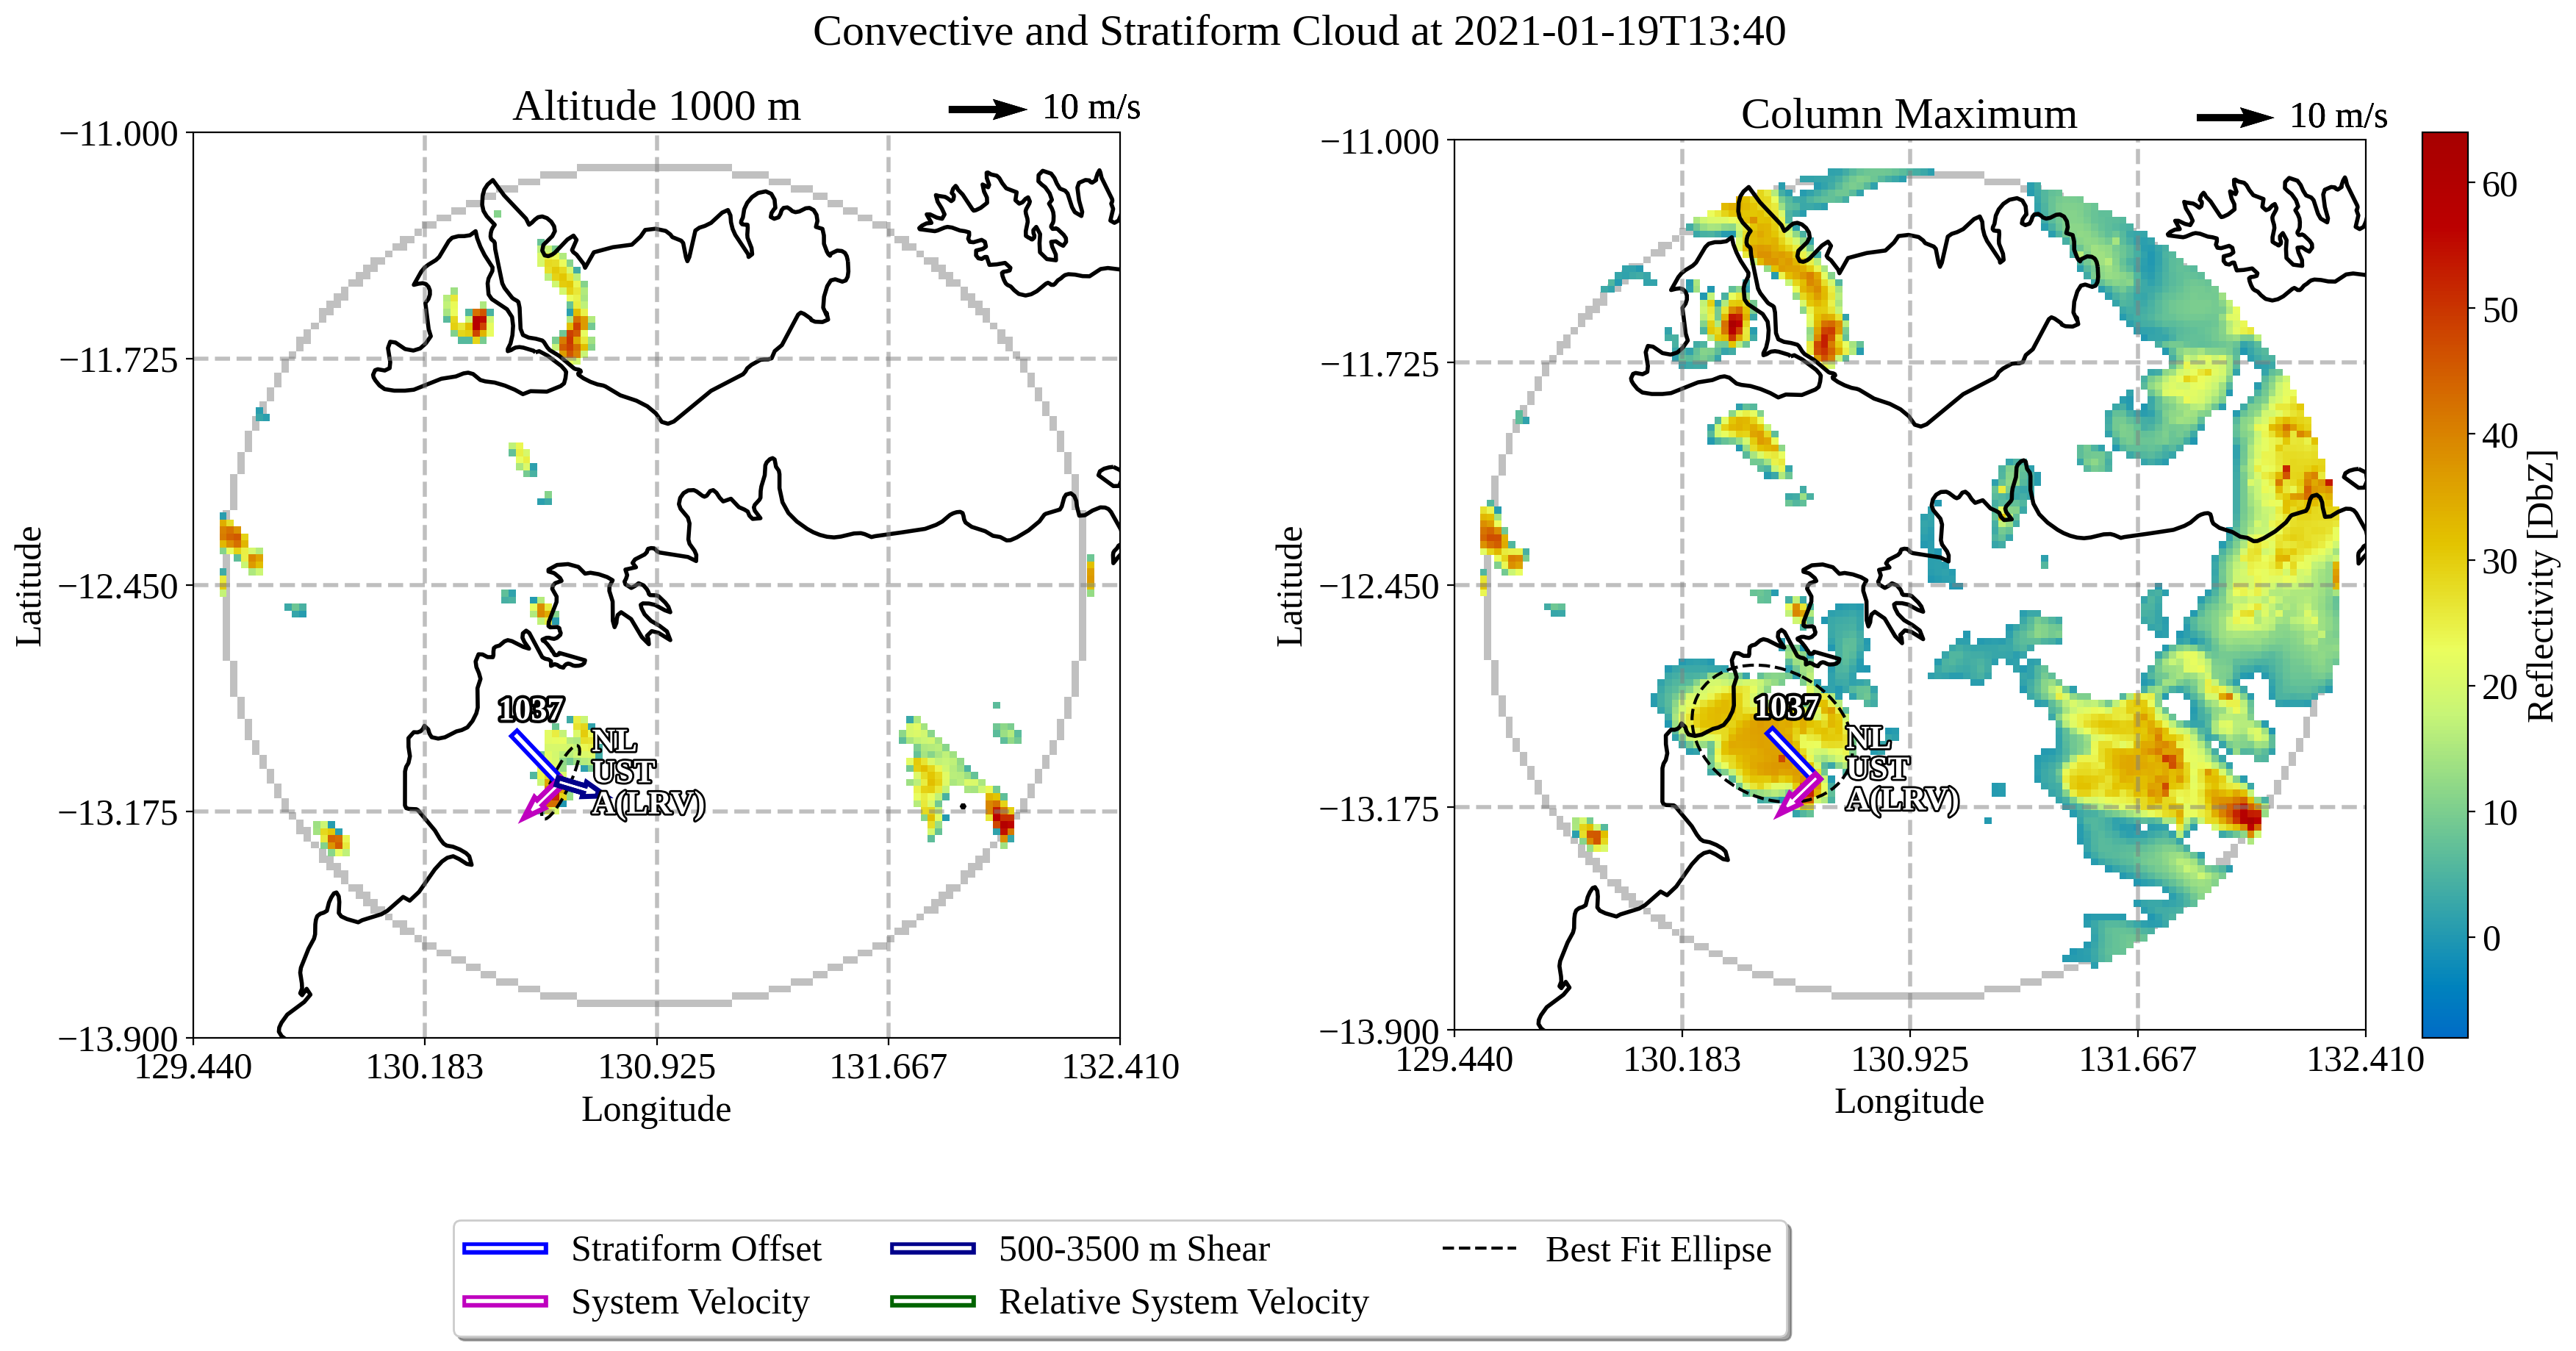 Convective and Stratiform Cloud at 2021-01-19T13:40
Altitude 1000 m
10 m/s
Latitude
−11.000
−11.725
−12.450
−13.175
−13.900
1037
NL
UST
A(LRV)
129.440
130.183
130.925
131.667
132.410
Longitude
Column Maximum
10 m/s
Latitude
−11.000
−11.725
−12.450
−13.175
−13.900
1037
NL
UST
A(LRV)
129.440
130.183
130.925
131.667
132.410
Longitude
60
50
40
30
20
10
0
Reflectivity [DbZ]
Stratiform Offset
System Velocity
500-3500 m Shear
Relative System Velocity
Best Fit Ellipse